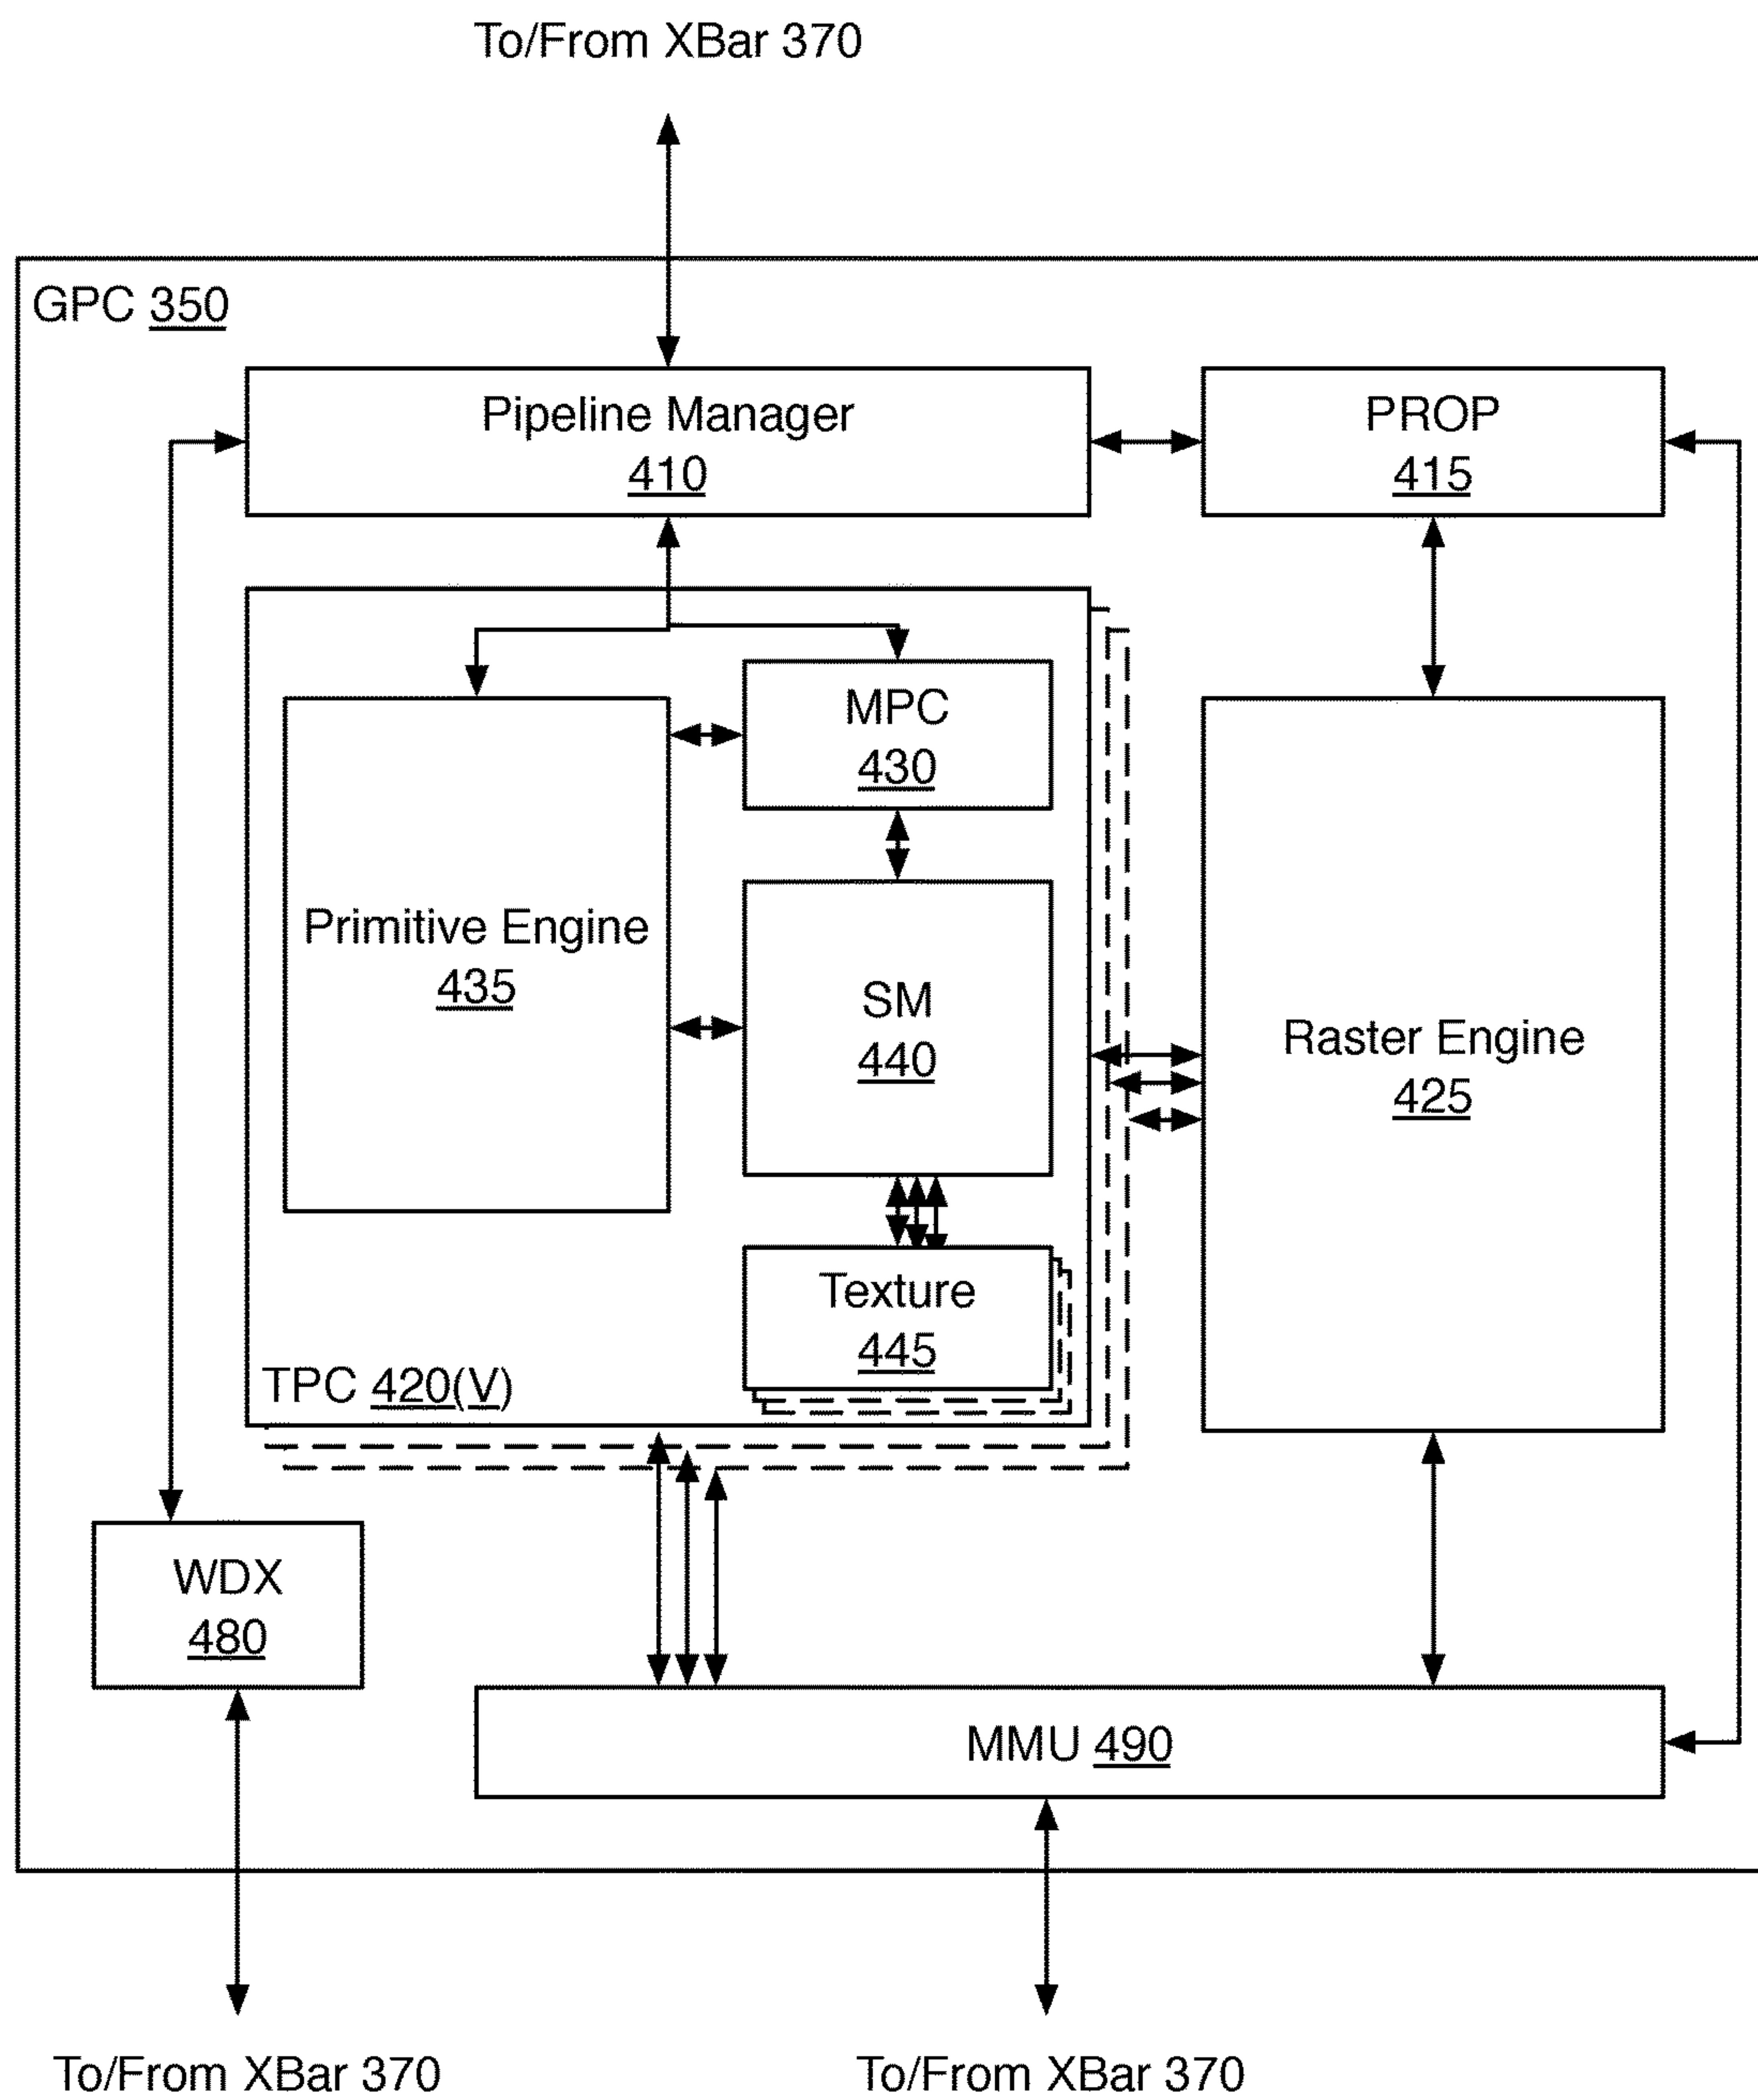 To/From XBar 370
GPC 350
Pipeline Manager
410
PROP
415
MPC
430
Primitive Engine
435
SM
440
Raster Engine
425
Texture
445
TPC 420(V)
WDX
480
MMU 490
To/From XBar 370
To/From XBar 370